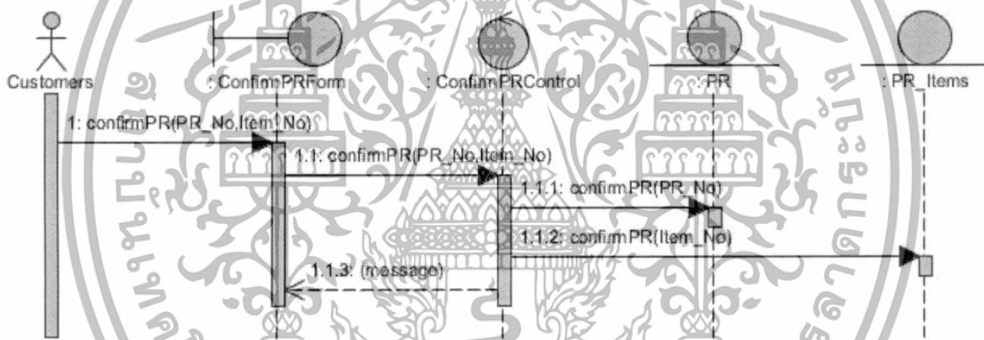 Customers
: ConfirmPRForm
: ConfirmPRControl
: PR
: PR_Items
1: confirmPR(PR_No,Item_No)
1.1: confirmPR(PR_No,Item_No)
1.1.1: confirmPR(PR_No)
1.1.2: confirmPR(Item_No)
1.1.3: (message)